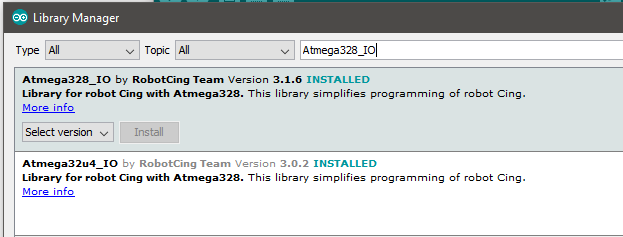 Library Manager
Type All Topic All Atmega328_IO
Atmega328_IO by RobotCing Team Version 3.1.6 INSTALLED
Library for robot Cing with Atmega328. This library simplifies programming of robot Cing.
More info
Select version Install
Atmega32u4_IO by RobotCing Team Version 3.0.2 INSTALLED
Library for robot Cing with Atmega328. This library simplifies programming of robot Cing.
More info